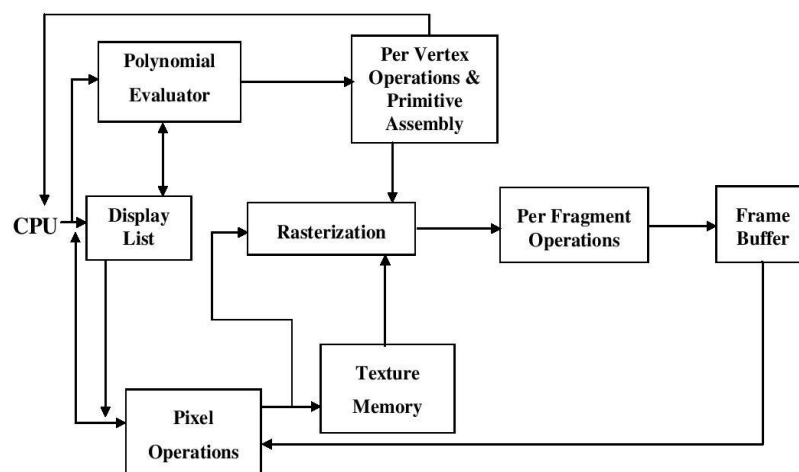 Polynomial
Evaluator
Per Vertex
Operations &
Primitive
Assembly
CPU
Display
List
Rasterization
Per Fragment
Operations
Frame
Buffer
Texture
Memory
Pixel
Operations